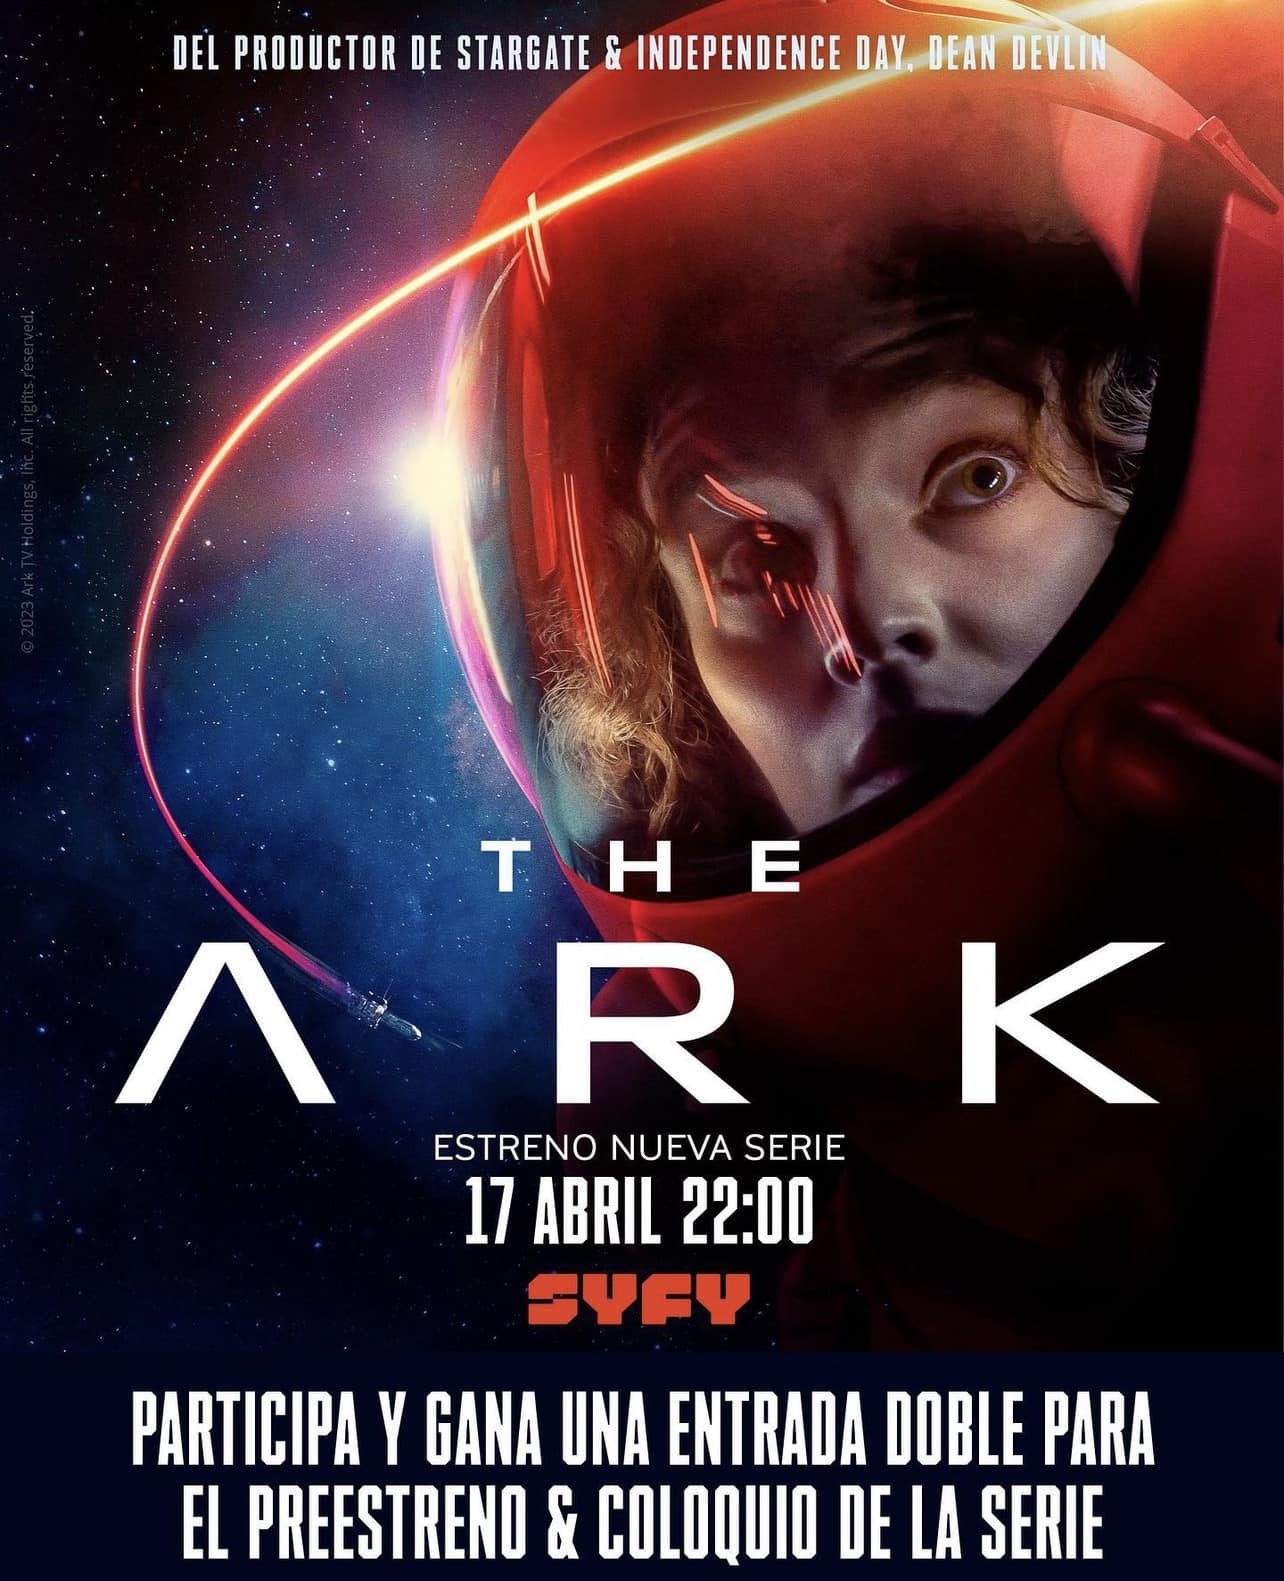 DEL PRODUCTOR DE STARGATE & INDEPENDENCE DAY, DEAN DEVLIN
© 2023 Ark TV Holdings, Inc. All rights reserved.
THE
ARK
ESTRENO NUEVA SERIE
17 ABRIL 22:00
SYFY
PARTICIPA Y GANA UNA ENTRADA DOBLE PARA
EL PREESTRENO & COLOQUIO DE LA SERIE